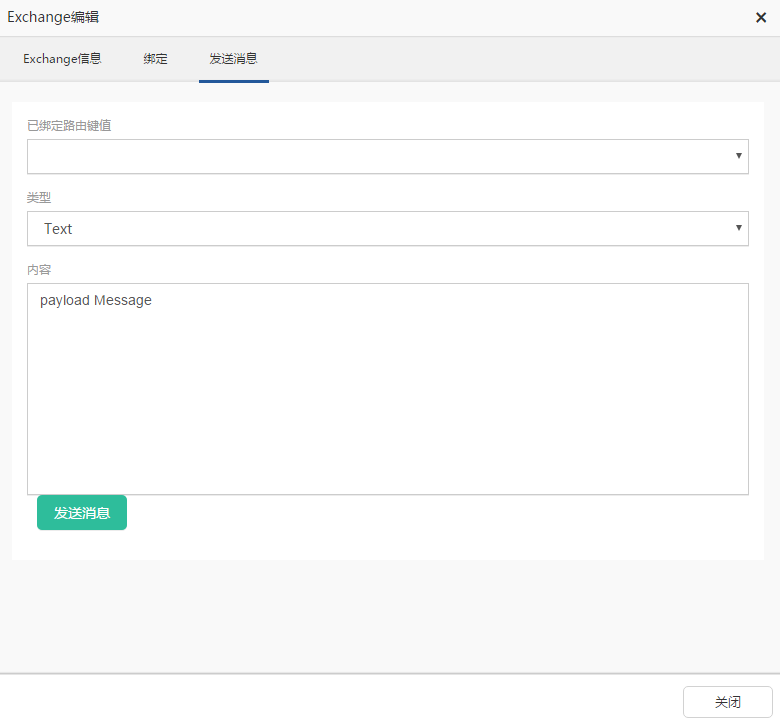 Exchange编辑
Exchange信息 绑定 发送消息
已绑定路由键值
类型
Text
内容
payload Message
发送消息
关闭